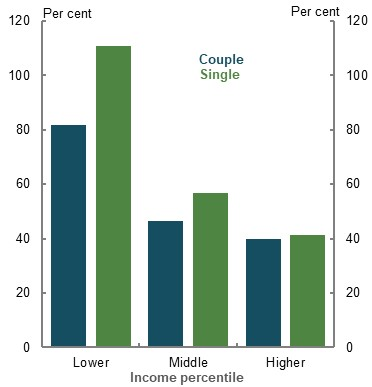 Per cent Per cent
120 120
100 100
80 80
60 60
40 40
20 20
0 0
Couple
Single
Lower Middle Higher
Income percentile